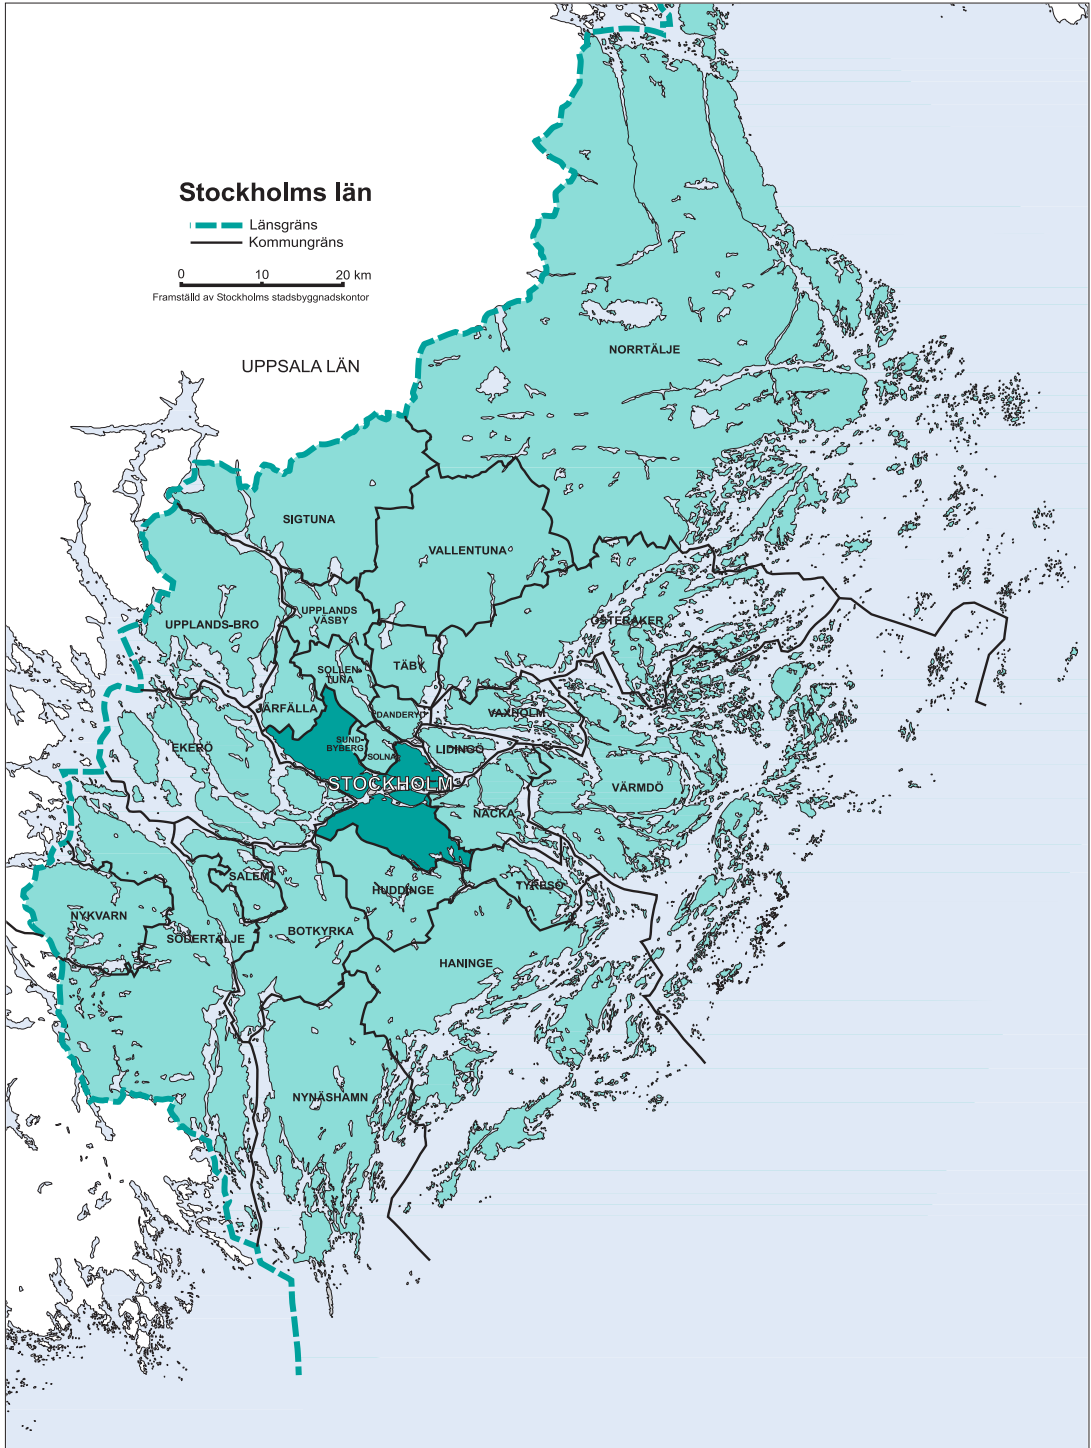 Stockholms län
Länsgräns
Kommungräns
0 10 20 km
Framställd av Stockholms stadsbyggnadskontor
UPPSALA LÄN
NORRTÄLJE
SIGTUNA
VALLENTUNA
UPPLANDS
VÄSBY
UPPLANDS-BRO
ÖSTERÅKER
SOLLEN-
TUNA
TÄBY
JÄRFÄLLA
DANDERYD
VAXHOLM
EKERÖ
SUND-
BYBERG
SOLNA
LIDINGÖ
STOCKHOLM
VÄRMDÖ
NACKA
SALEM
HUDDINGE
TYRESÖ
NYKVARN
SÖDERTÄLJE
BOTKYRKA
HANINGE
NYNÄSHAMN